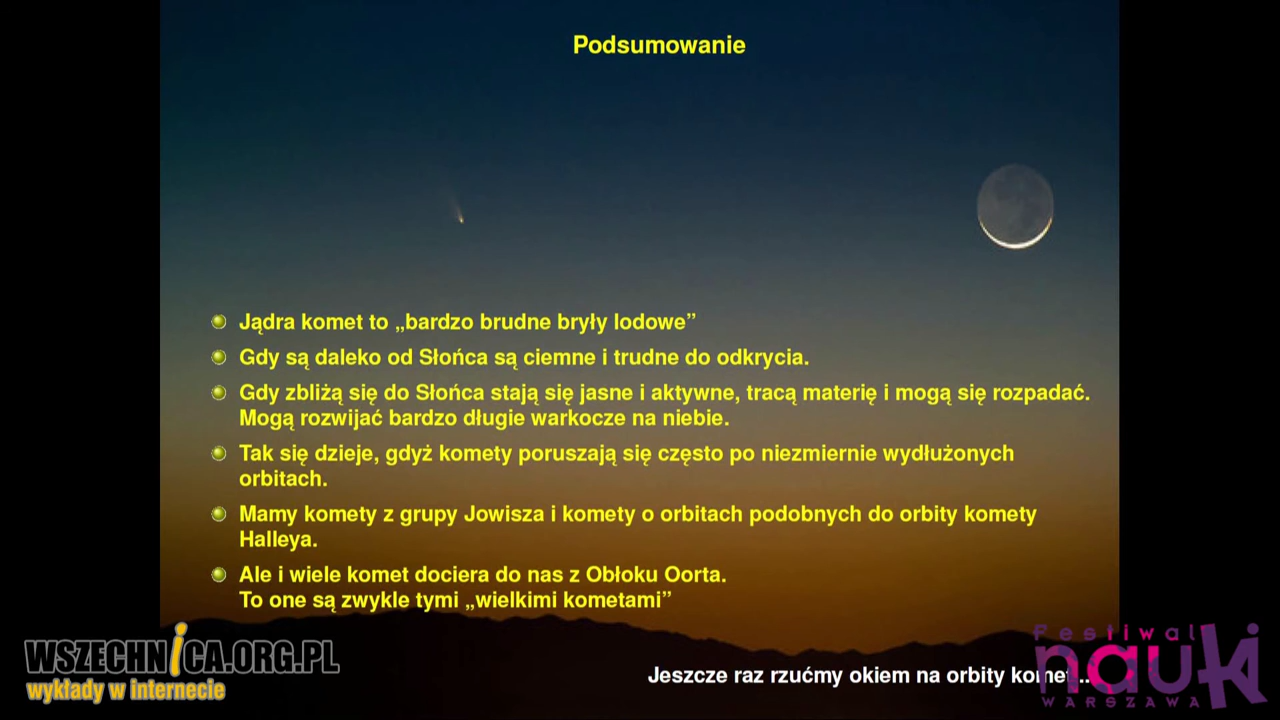 Podsumowanie
Jądra komet to „bardzo brudne bryły lodowe”
Gdy są daleko od Słońca są ciemne i trudne do odkrycia.
Gdy zbliżą się do Słońca stają się jasne i aktywne, tracą materię i mogą się rozpadać.
Mogą rozwijać bardzo długie warkocze na niebie.
Tak się dzieje, gdyż komety poruszają się często po niezmiernie wydłużonych
orbitach.
Mamy komety z grupy Jowisza i komety o orbitach podobnych do orbity komety
Halleya.
Ale i wiele komet dociera do nas z Obłoku Oorta.
To one są zwykle tymi „wielkimi kometami”
Jeszcze raz rzućmy okiem na orbity komet ...
WSZECHNICA.ORG.PL
wykłady w internecie
Festiwal
nauki
WARSZAWA